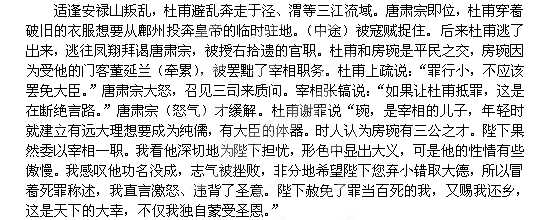 适逢安禄山叛乱，杜甫避乱奔走于泾、渭等三江流域。唐肃宗即位，杜甫穿着
破旧的衣服想要从鄜州投奔皇帝的临时驻地。（中途）被寇贼捉住。后来杜甫逃了
出来，逃往凤翔拜谒唐肃宗，被授右拾遗的官职。杜甫和房琬是平民之交，房琬因
为受他的门客董延兰（牵累），被罢黜了宰相职务。杜甫上疏说：“罪行小，不应该
罢免大臣。”唐肃宗大怒，召见三司来质问。宰相张镐说：“如果让杜甫抵罪，这是
在断绝言路。”唐肃宗（怒气）才缓解。杜甫谢罪说“琬，是宰相的儿子，年轻时
就建立有远大理想要成为纯儒，有大臣的体器。时人认为房琬有三公之才。陛下果
然委以宰相一职。我看他深切地为陛下担忧，形色中显出大义，可是他的性情有些
傲慢。我感叹他功名没成，志气被挫败，非分地希望陛下您弃小错取大德，所以冒
着死罪称述，我直言激怒、违背了圣意。陛下赦免了罪当百死的我，又赐我还乡，
这是天下的大幸，不仅我独自蒙受圣恩。”